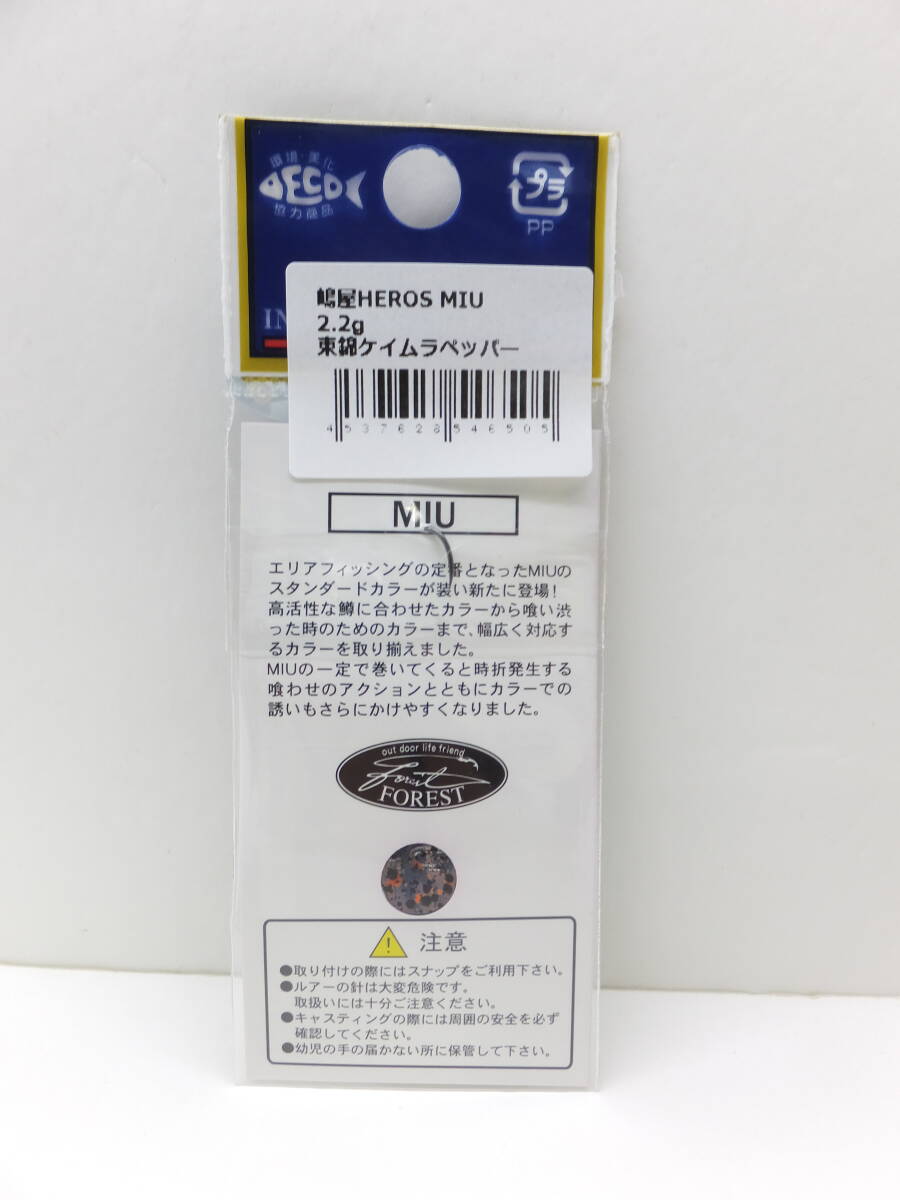 環境・美化
ECO
協力商品
プラ
PP
IN
嶋屋HEROS MIU
2.2g
東錦ケイムラペッパー
4537628546505
MIU
エリアフィッシングの定番となったMIUの
スタンダードカラーが装い新たに登場!
高活性な鱒に合わせたカラーから喰い渋
った時のためのカラーまで、幅広く対応す
るカラーを取り揃えました。
MIUの一定で巻いてくると時折発生する
喰わせのアクションとともにカラーでの
誘いもさらにかけやすくなりました。
out door life friend
Forest
FOREST
注意
●取り付けの際にはスナップをご利用下さい。
●ルアーの針は大変危険です。
取扱いには十分ご注意ください。
●キャスティングの際には周囲の安全を必ず
確認してください。
●幼児の手の届かない所に保管して下さい。